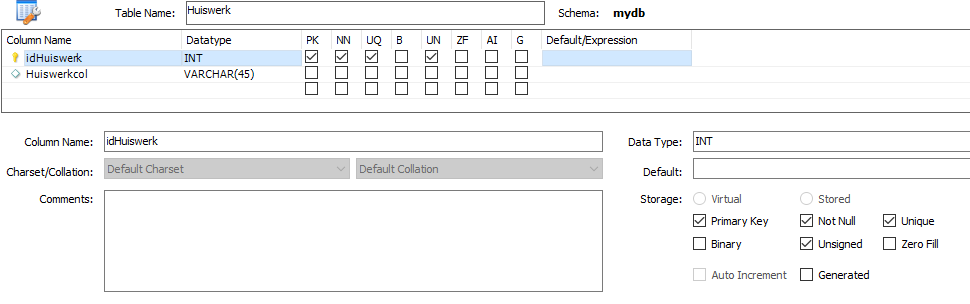 Table Name: Huiswerk Schema: mydb
Column Name Datatype PK NN UQ B UN ZF AI G Default/Expression
idHuiswerk INT
Huiswerkcol VARCHAR(45)
Column Name: idHuiswerk Data Type: INT
Charset/Collation: Default Charset Default Collation Default:
Comments: Storage: Virtual Stored
Primary Key Not Null Unique
Binary Unsigned Zero Fill
Auto Increment Generated